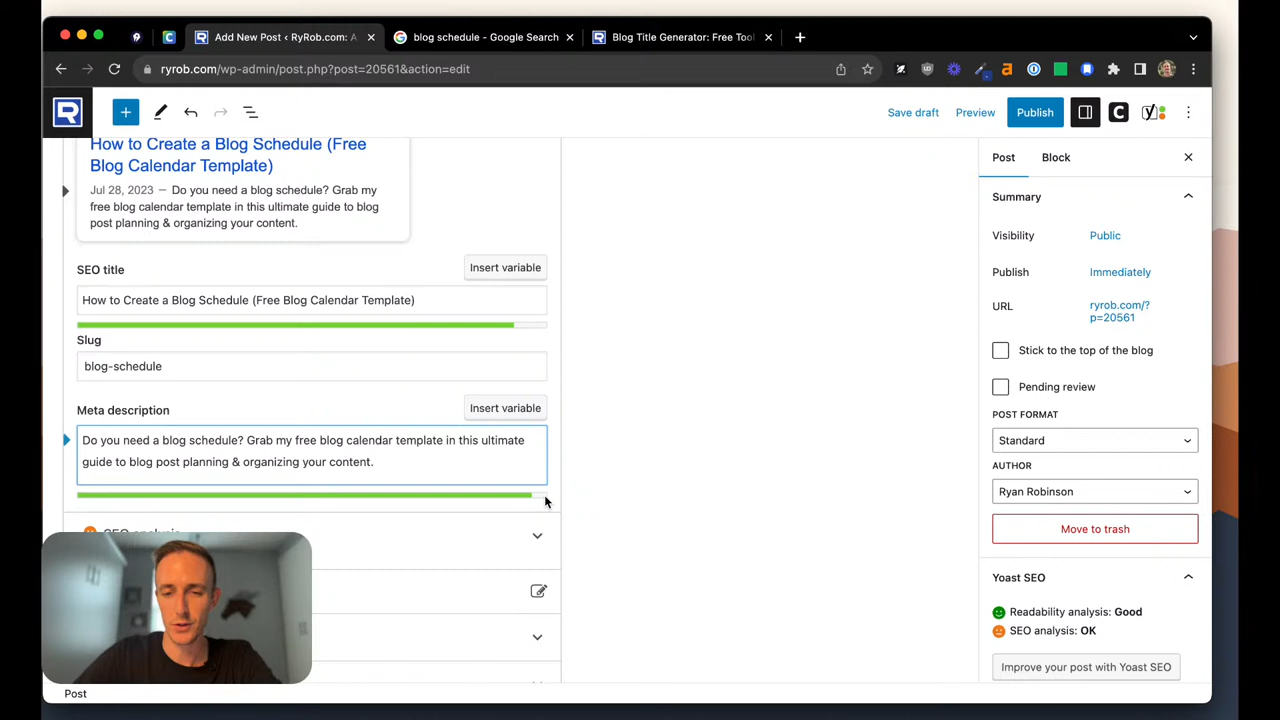 Add New Post ‹ RyRob.com: A
blog schedule - Google Search
Blog Title Generator: Free Tool
ryrob.com/wp-admin/post.php?post=20561&action=edit
Save draft
Preview
Publish
How to Create a Blog Schedule (Free
Blog Calendar Template)
Jul 28, 2023 — Do you need a blog schedule? Grab my
free blog calendar template in this ultimate guide to blog
post planning & organizing your content.
SEO title
Insert variable
How to Create a Blog Schedule (Free Blog Calendar Template)
Slug
blog-schedule
Meta description
Insert variable
Do you need a blog schedule? Grab my free blog calendar template in this ultimate
guide to blog post planning & organizing your content.
SEO analysis
Post
Post
Block
Summary
Visibility
Public
Publish
Immediately
URL
ryrob.com/?
p=20561
Stick to the top of the blog
Pending review
POST FORMAT
Standard
AUTHOR
Ryan Robinson
Move to trash
Yoast SEO
Readability analysis: Good
SEO analysis: OK
Improve your post with Yoast SEO